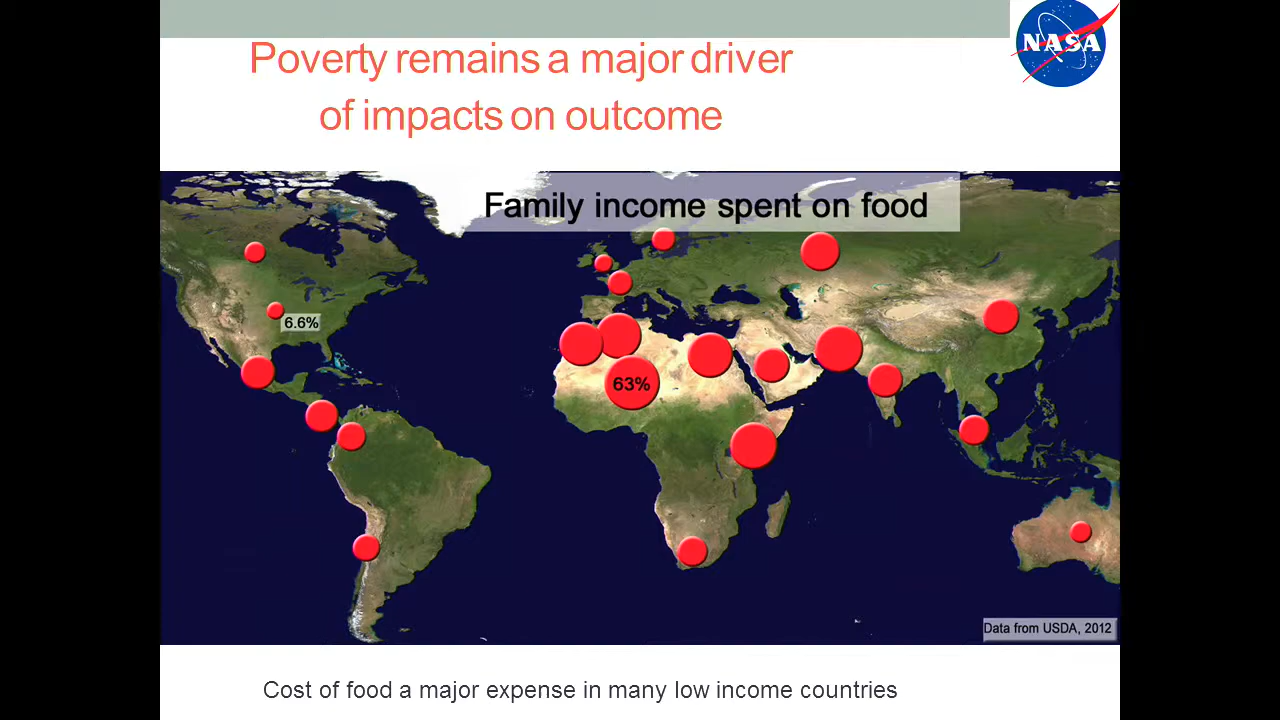 NASA
Poverty remains a major driver
of impacts on outcome
Family income spent on food
6.6%
63%
Data from USDA, 2012
Cost of food a major expense in many low income countries